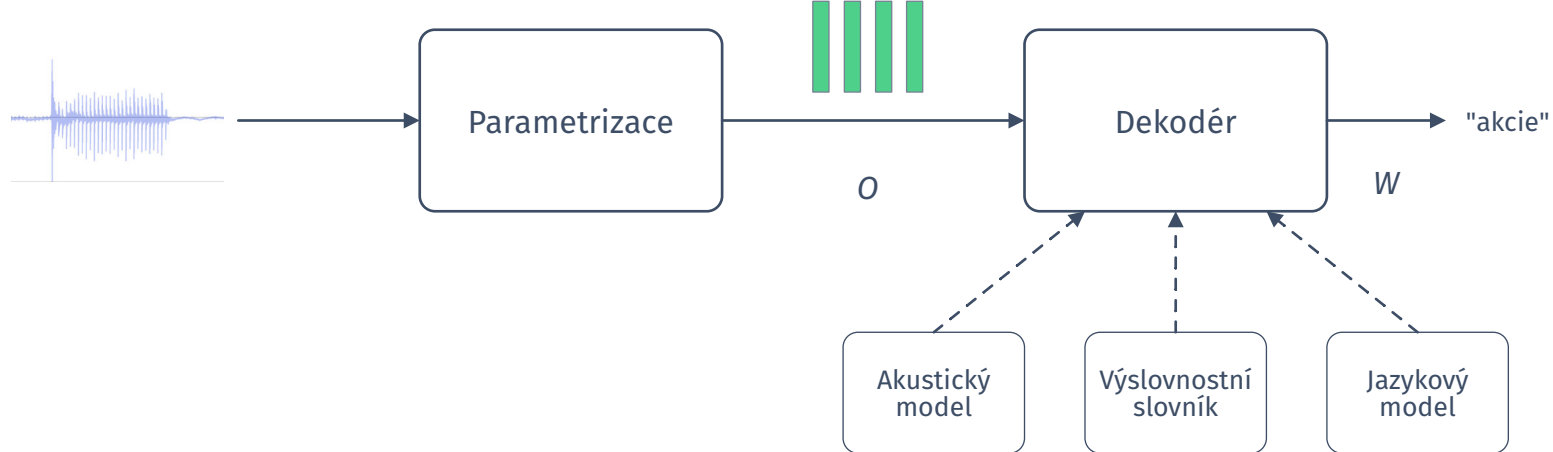 Parametrizace
Dekodér
"akcie"
O
W
Akustický
model
Výslovnostní
slovník
Jazykový
model